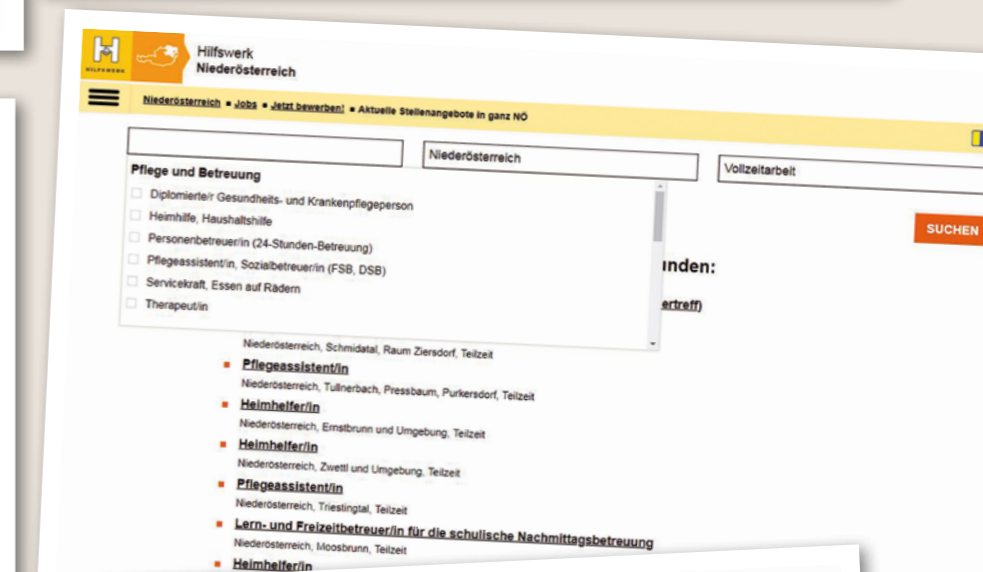 HILFSWERK
Hilfswerk
Niederösterreich
Niederösterreich ▪ Jobs ▪ Jetzt bewerben! ▪ Aktuelle Stellenangebote in ganz NÖ
Niederösterreich
Vollzeitarbeit
Pflege und Betreuung
Diplomierte/r Gesundheits- und Krankenpflegeperson
Heimhilfe, Haushaltshilfe
Personenbetreuer/in (24-Stunden-Betreuung)
Pflegeassistent/in, Sozialbetreuer/in (FSB, DSB)
Servicekraft, Essen auf Rädern
Therapeut/in
SUCHEN
unden:
ertreff)
Niederösterreich, Schmidatal, Raum Ziersdorf, Teilzeit
Pflegeassistent/in
Niederösterreich, Tullnerbach, Pressbaum, Purkersdorf, Teilzeit
Heimhelfer/in
Niederösterreich, Ernstbrunn und Umgebung, Teilzeit
Heimhelfer/in
Niederösterreich, Zwettl und Umgebung, Teilzeit
Pflegeassistent/in
Niederösterreich, Triestingtal, Teilzeit
Lern- und Freizeitbetreuer/in für die schulische Nachmittagsbetreuung
Niederösterreich, Moosbrunn, Teilzeit
Heimhelfer/in